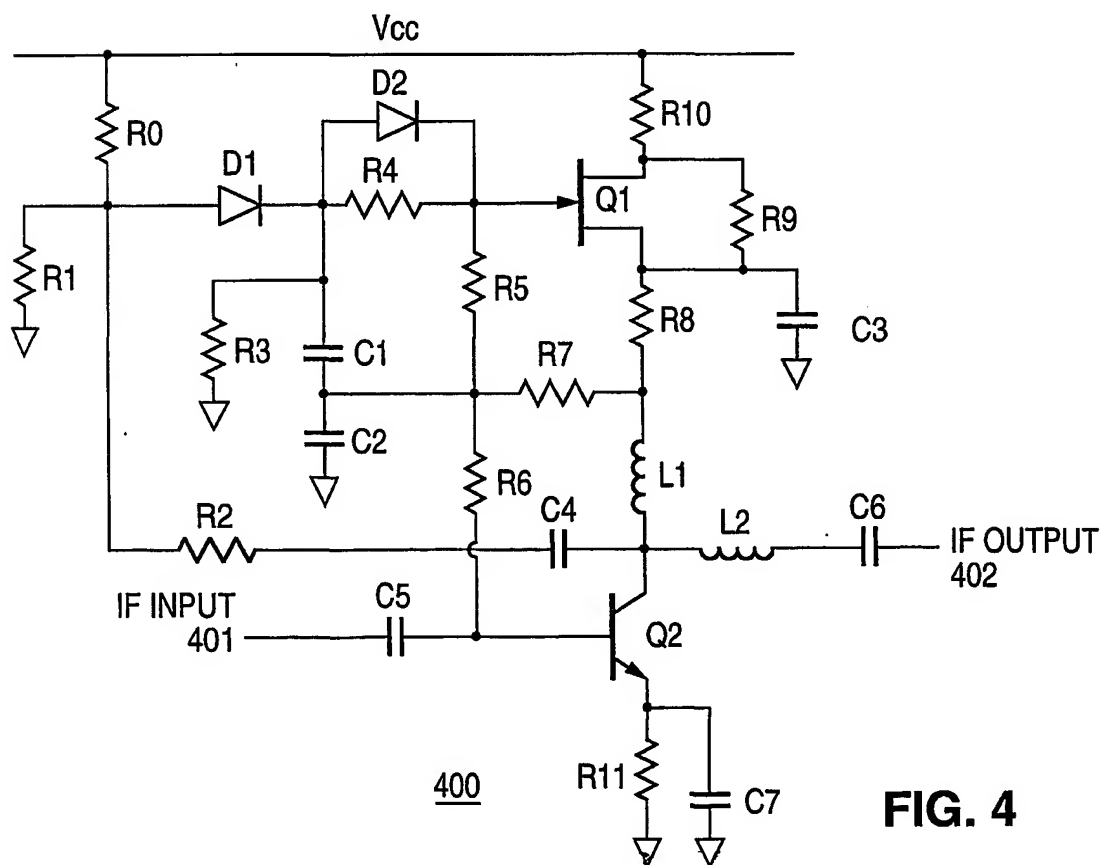 Vcc
R0
D2
R10
D1
R4
Q1
R9
R1
R5
R8
C3
R3
C1
R7
C2
R6
L1
R2
C4
L2
C6
IF OUTPUT
402
IF INPUT
401
C5
Q2
R11
C7
400
FIG. 4